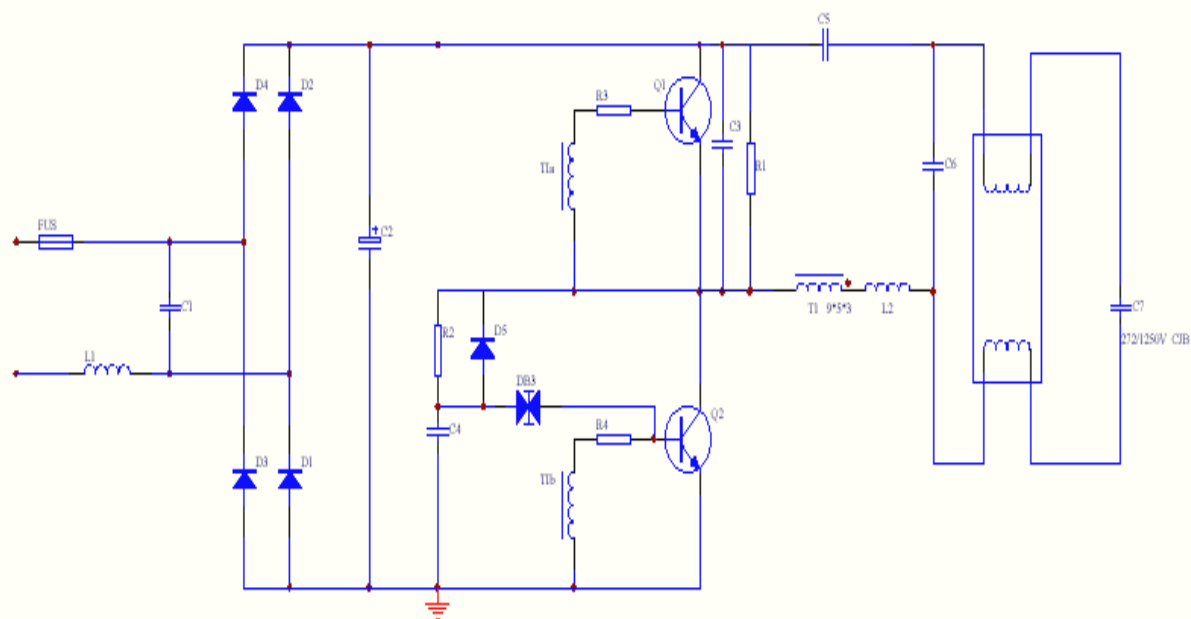 C5
D4
D2
Q1
R3
C3
T1a
R1
C6
FUS
C2
C1
C7
T1 9*5*3
L2
R2
D5
272/1250V CJB
L1
DB3
Q2
C4
R4
D3
D1
T1b